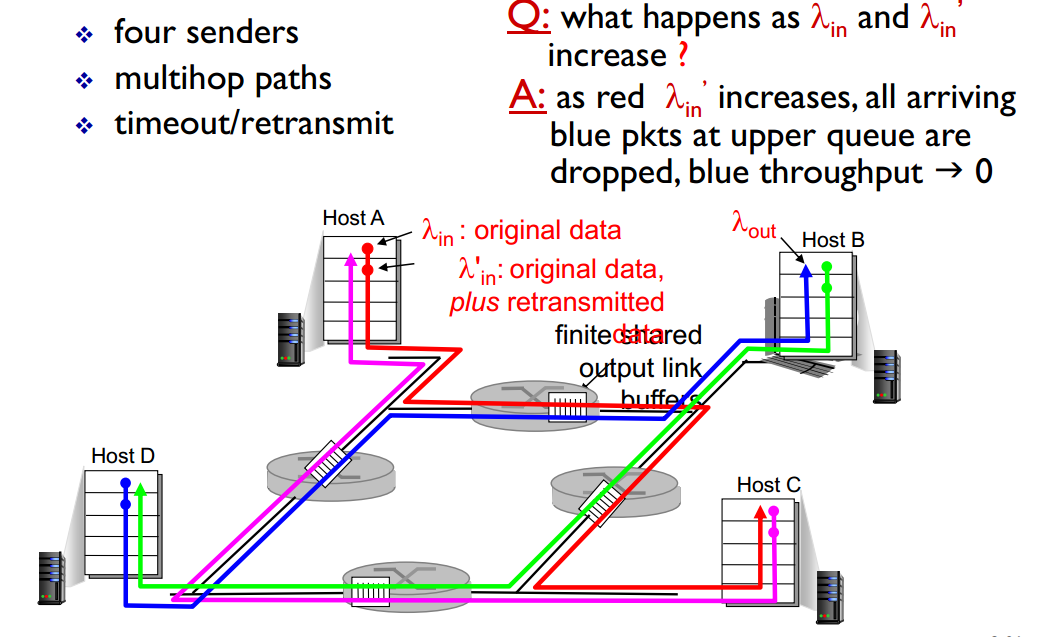 four senders
multihop paths
timeout/retransmit
Q: what happens as λin and λin’
increase ?
A: as red λin’ increases, all arriving
blue pkts at upper queue are
dropped, blue throughput → 0
Host A
λin : original data
λ'in: original data,
plus retransmitted
data
finite shared
output link
buffers
λout
Host B
Host D
Host C